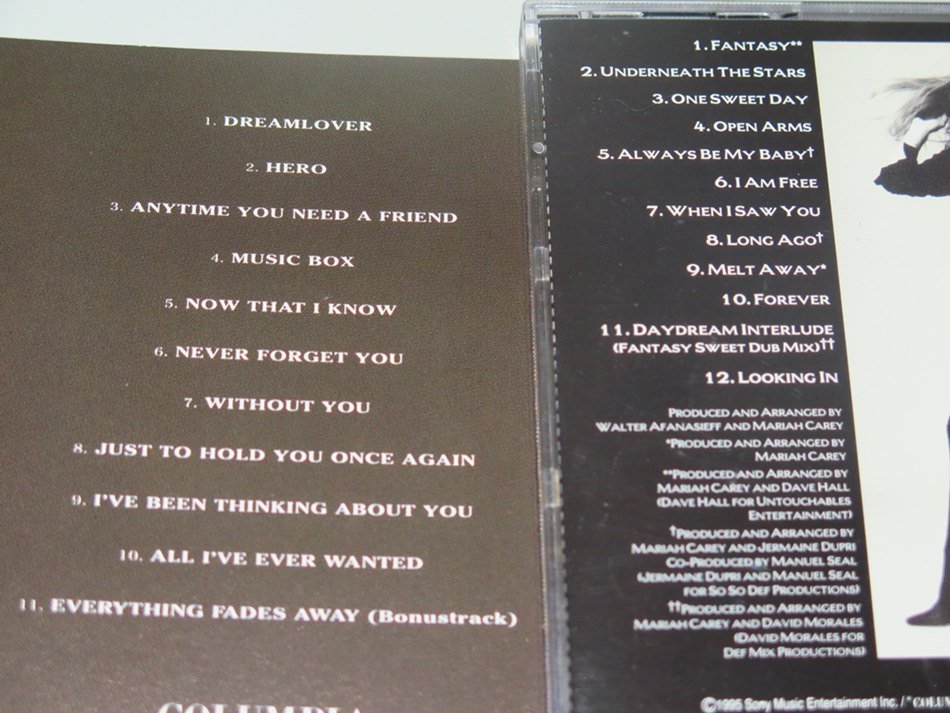 1. DREAMLOVER
2. HERO
3. ANYTIME YOU NEED A FRIEND
4. MUSIC BOX
5. NOW THAT I KNOW
6. NEVER FORGET YOU
7. WITHOUT YOU
8. JUST TO HOLD YOU ONCE AGAIN
9. I'VE BEEN THINKING ABOUT YOU
10. ALL I'VE EVER WANTED
11. EVERYTHING FADES AWAY (Bonustrack)
COLUMBIA
1. FANTASY**
2. UNDERNEATH THE STARS
3. ONE SWEET DAY
4. OPEN ARMS
5. ALWAYS BE MY BABY†
6. I AM FREE
7. WHEN I SAW YOU
8. LONG AGO†
9. MELT AWAY*
10. FOREVER
11. DAYDREAM INTERLUDE
(FANTASY SWEET DUB MIX)††
12. LOOKING IN
PRODUCED AND ARRANGED BY
WALTER AFANASIEFF AND MARIAH CAREY
*PRODUCED AND ARRANGED BY
MARIAH CAREY
**PRODUCED AND ARRANGED BY
MARIAH CAREY AND DAVE HALL
(DAVE HALL FOR UNTOUCHABLES
ENTERTAINMENT)
†PRODUCED AND ARRANGED BY
MARIAH CAREY AND JERMAINE DUPRI
CO-PRODUCED BY MANUEL SEAL
(JERMAINE DUPRI AND MANUEL SEAL
FOR SO SO DEF PRODUCTIONS)
††PRODUCED AND ARRANGED BY
MARIAH CAREY AND DAVID MORALES
(DAVID MORALES FOR
DEF MIX PRODUCTIONS)
©1995 Sony Music Entertainment Inc. / "COLUM